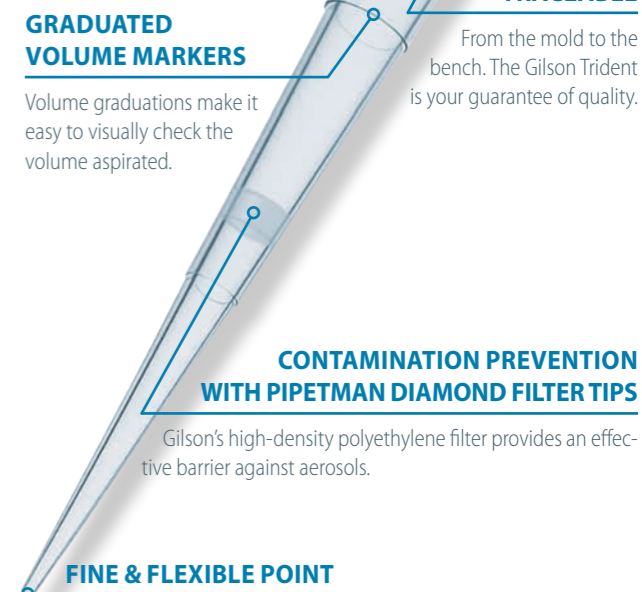 GRADUATED
VOLUME MARKERS
Volume graduations make it
easy to visually check the
volume aspirated.
From the mold to the
bench. The Gilson Trident
is your guarantee of quality.
CONTAMINATION PREVENTION
WITH PIPETMAN DIAMOND FILTER TIPS
Gilson's high-density polyethylene filter provides an effec-
tive barrier against aerosols.
FINE & FLEXIBLE POINT